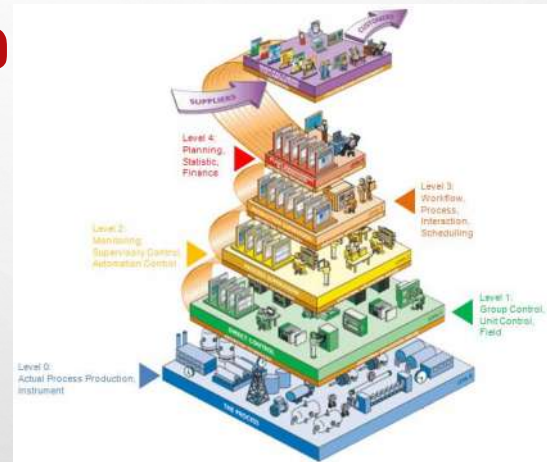 CUSTOMERS
SUPPLIERS
Level 4:
Planning,
Statistic,
Finance
Level 3:
Workflow,
Process,
Interaction,
Schedulling
Level 2:
Monitoring,
Supervisory Control,
Automation Control,
Level 1:
Group Control,
Unit Control,
Field
DIRECT CONTROL
Level 0:
Actual Process Production,
Instrument
THE PROCESS